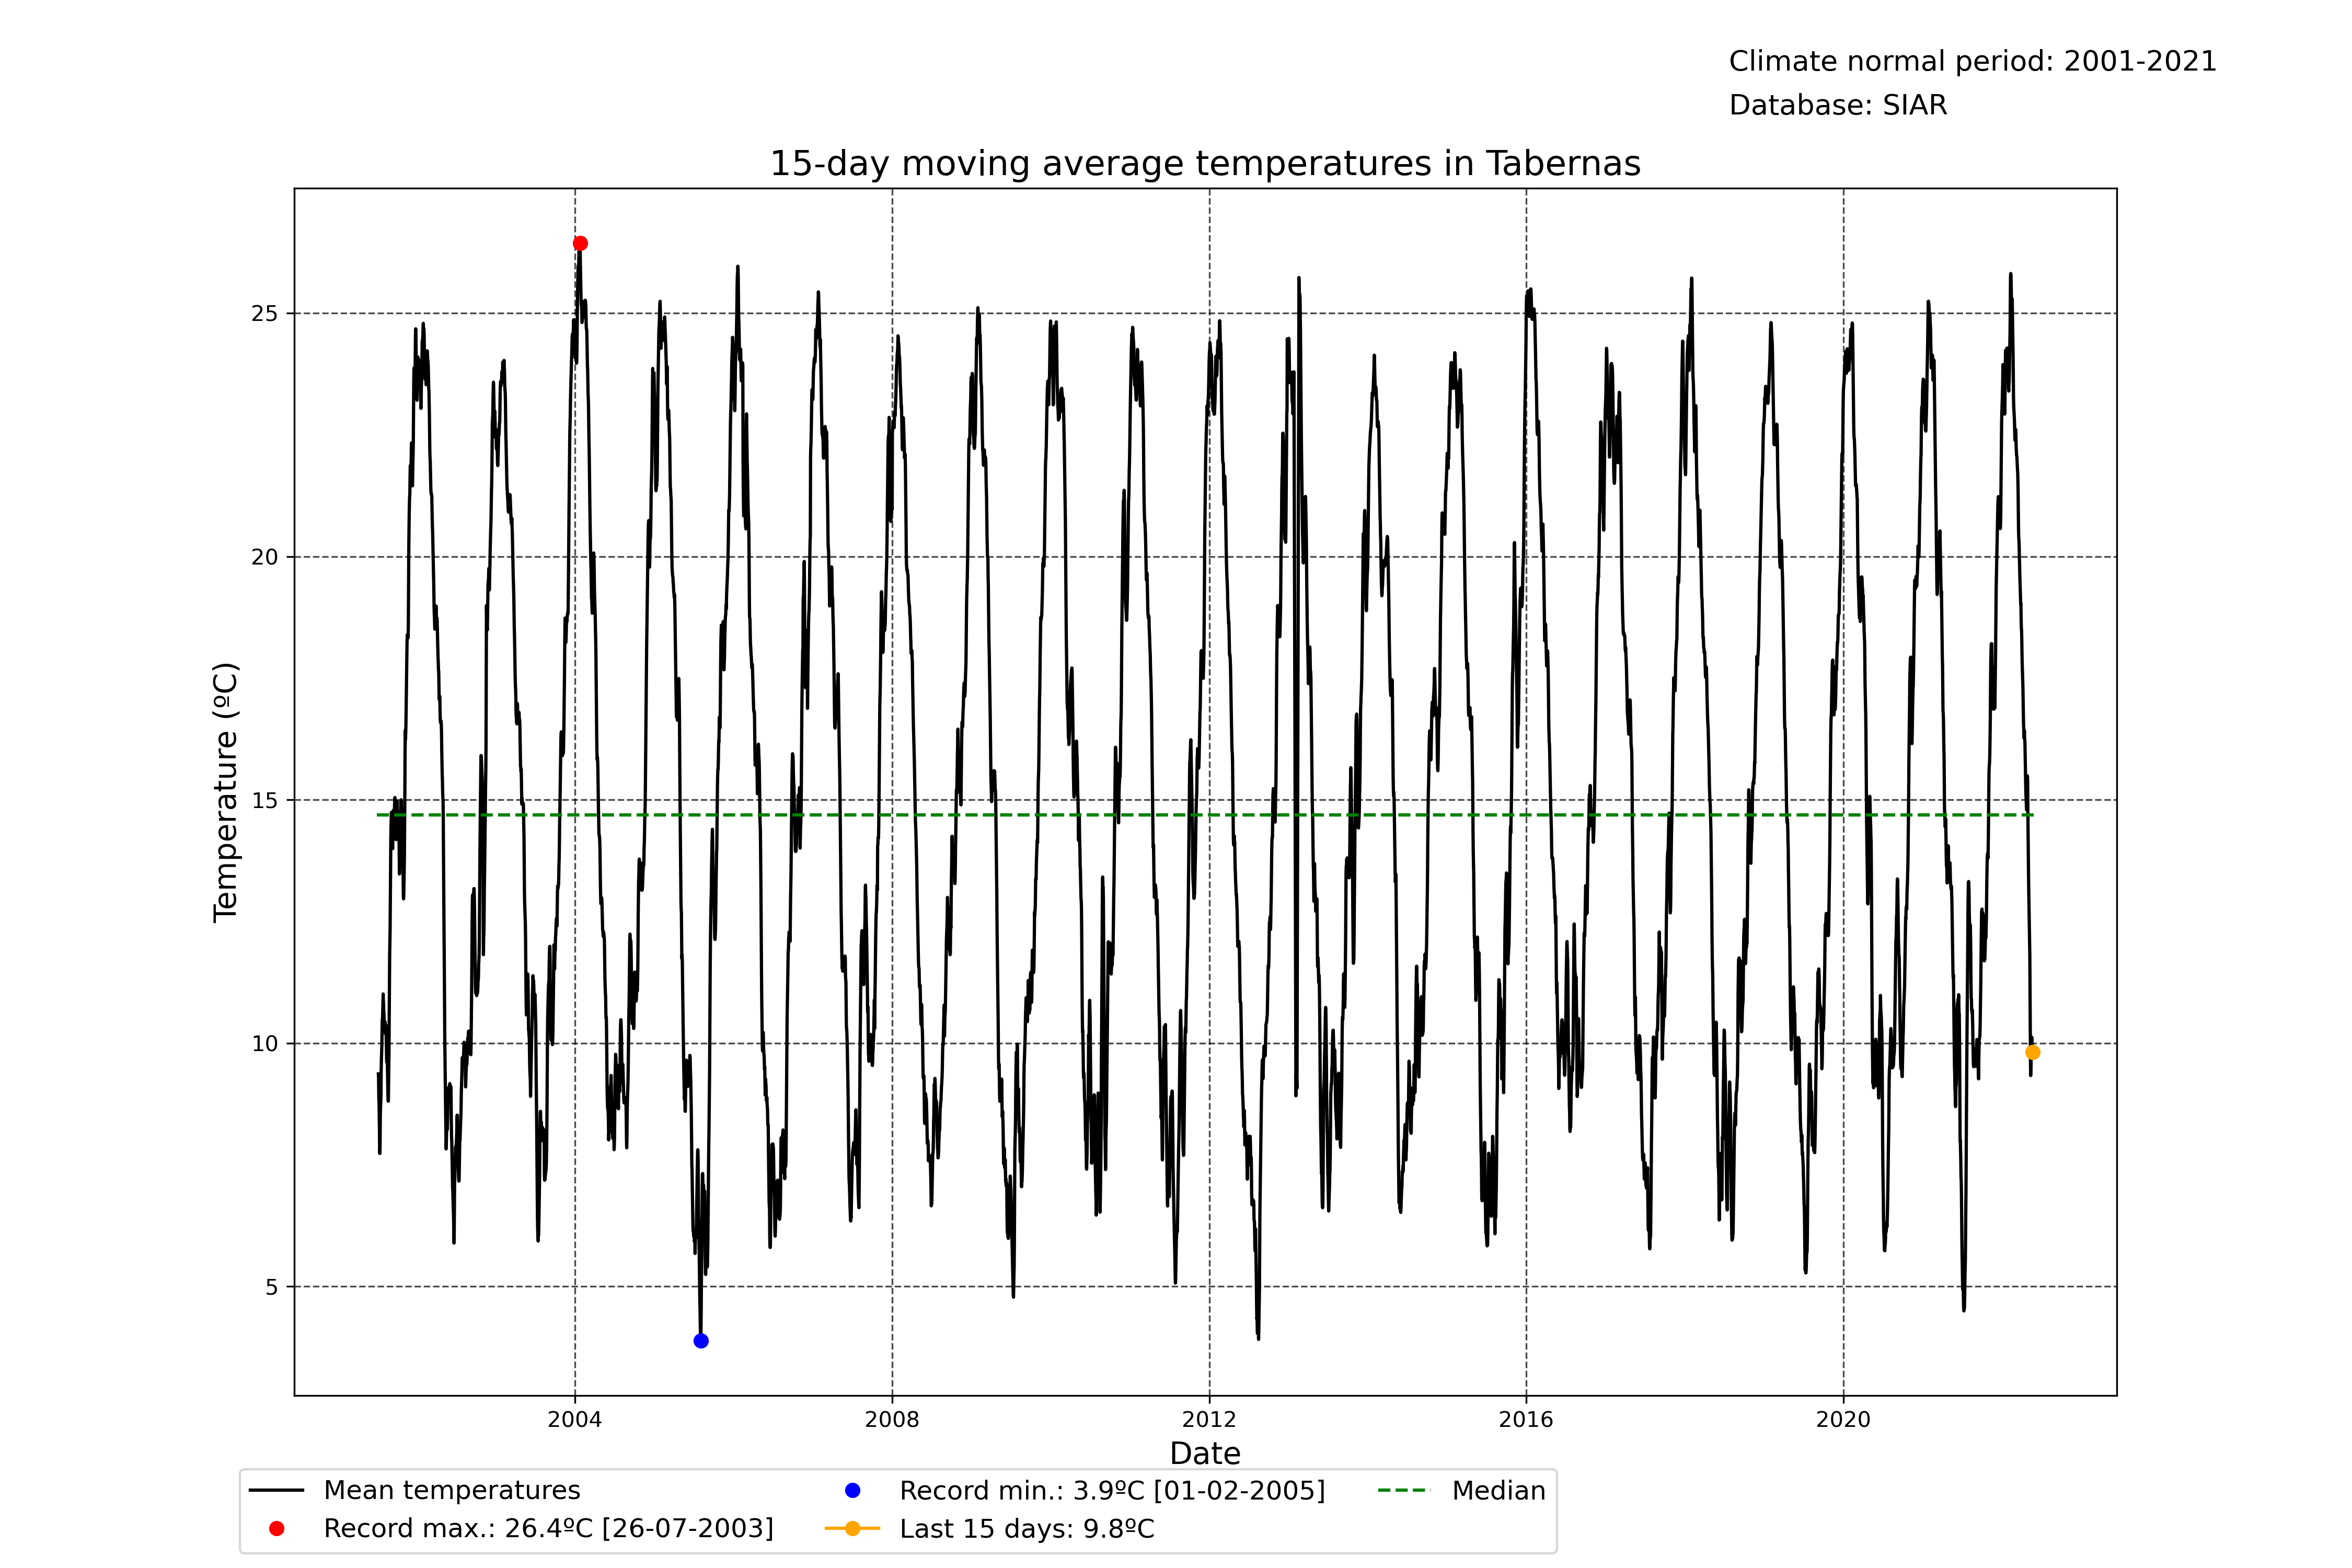 Climate normal period: 2001-2021
Database: SIAR
15-day moving average temperatures in Tabernas
25
20
15
10
5
Temperature (ºC)
2004 2008 2012 2016 2020
Date
Mean temperatures
Record max.: 26.4ºC [26-07-2003]
Record min.: 3.9ºC [01-02-2005]
Last 15 days: 9.8ºC
Median